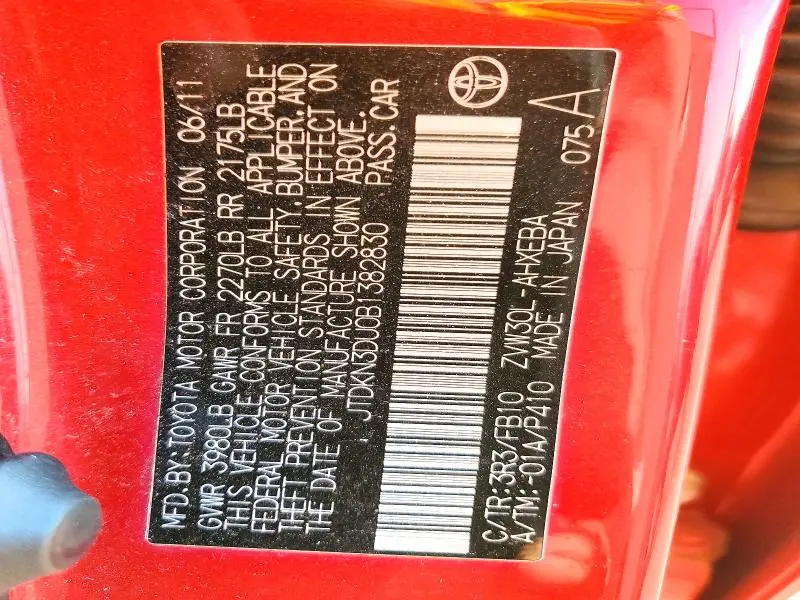 MFD.BY:TOYOTA MOTOR CORPORATION 06/11
GVWR 3980LB GAWR FR 2270LB RR 2175LB
THIS VEHICLE CONFORMS TO ALL APPLICABLE
FEDERAL MOTOR VEHICLE SAFETY,BUMPER,AND
THEFT PREVENTION STANDARDS IN EFFECT ON
THE DATE OF MANUFACTURE SHOWN ABOVE.
JTDKN3DU0B1382830 PASS.CAR
C/TR:3R3/FB10 ZVW30L-AHXEBA
A/TM:-01A/P410 MADE IN JAPAN 075 A